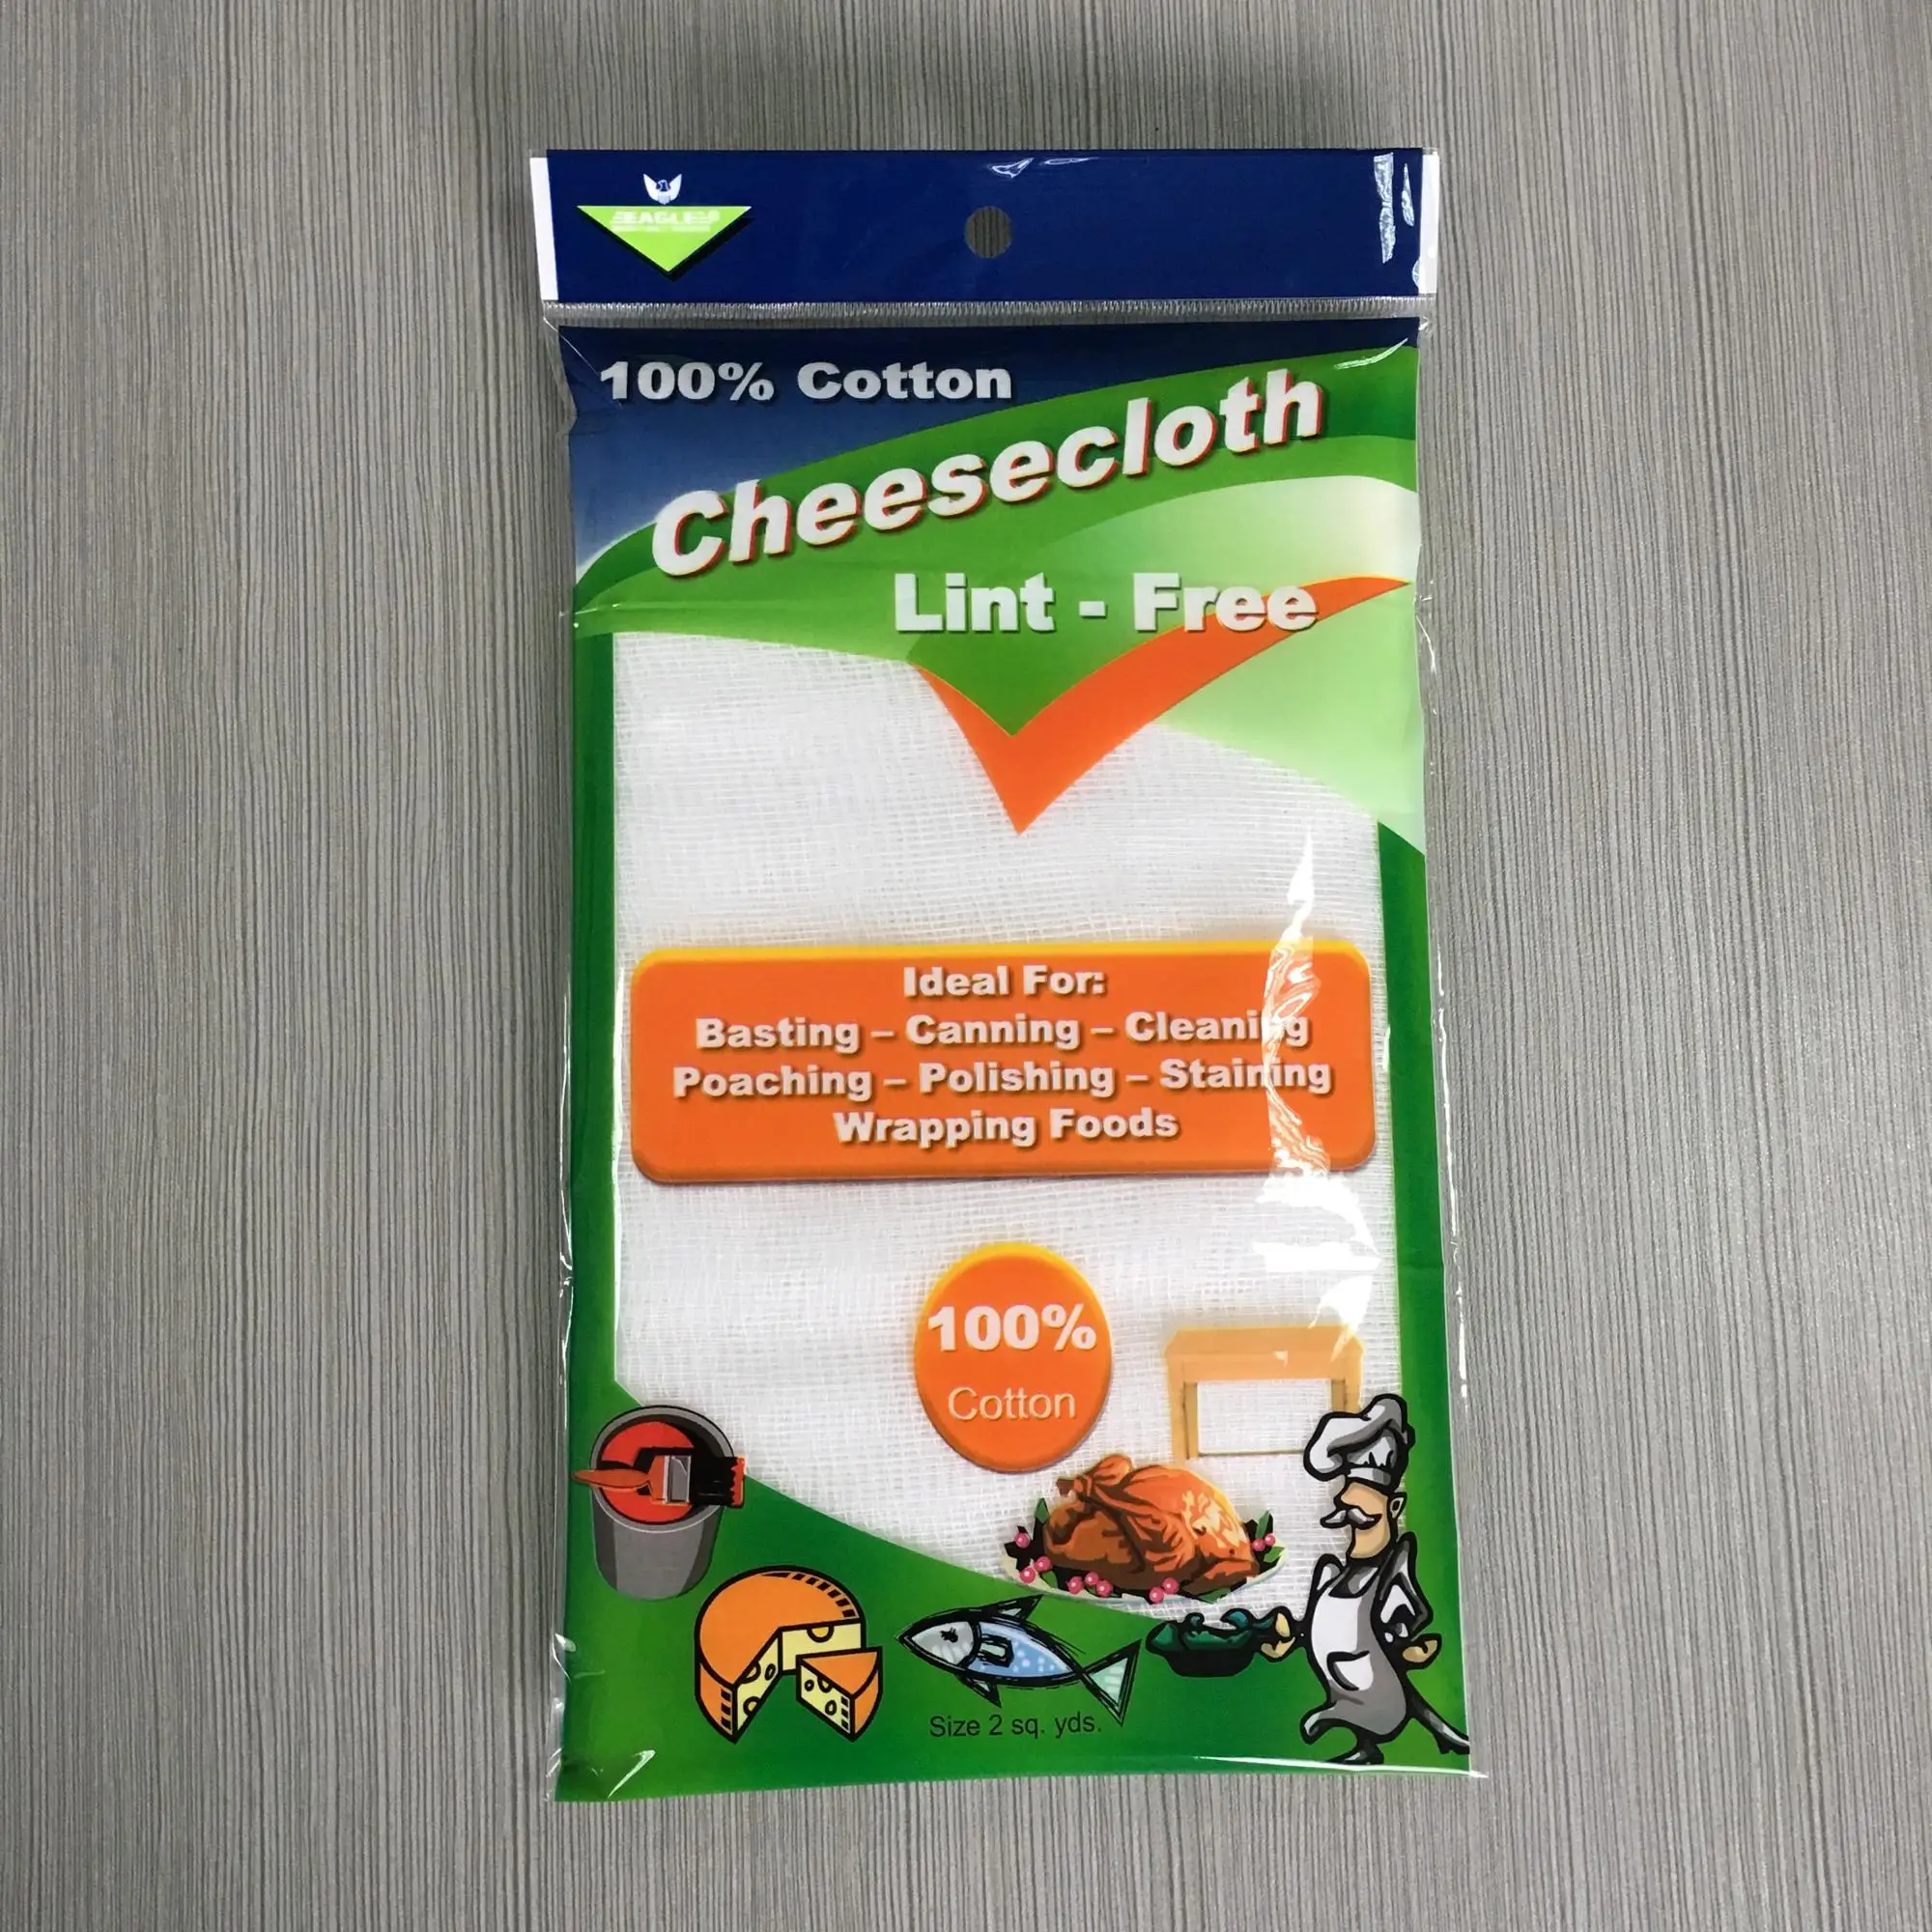 EAGLE
100% Cotton
Cheesecloth
Lint - Free
Ideal For:
Basting – Canning – Cleaning
Poaching – Polishing – Staining
Wrapping Foods
100%
Cotton
Size 2 sq. yds.